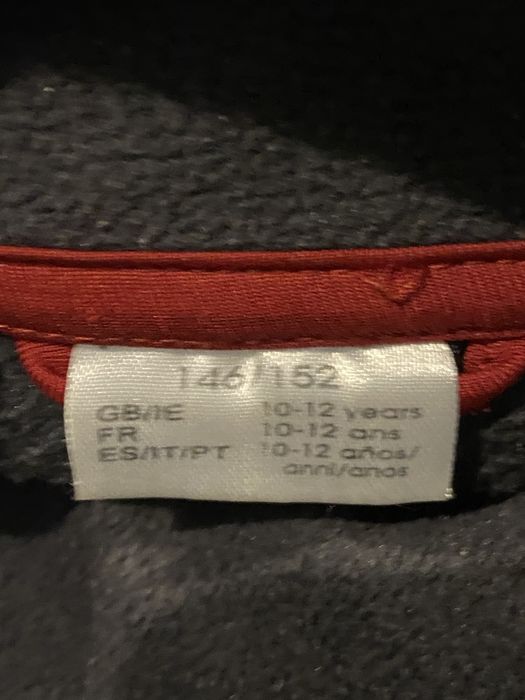 146/152
GB/IE 10-12 years
FR 10-12 ans
ES/IT/PT 10-12 años/
anni/anos